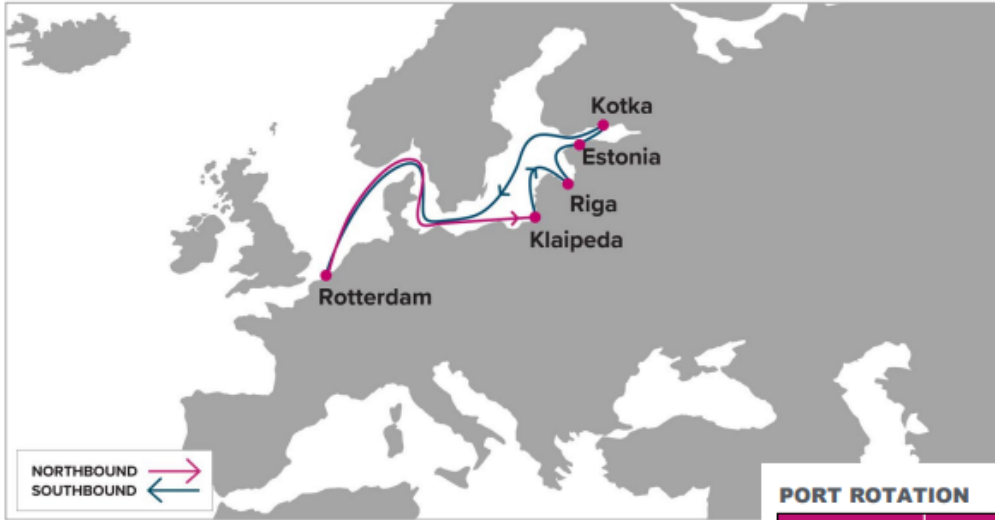 Kotka
Estonia
Riga
Klaipeda
Rotterdam
NORTHBOUND
SOUTHBOUND
PORT ROTATION